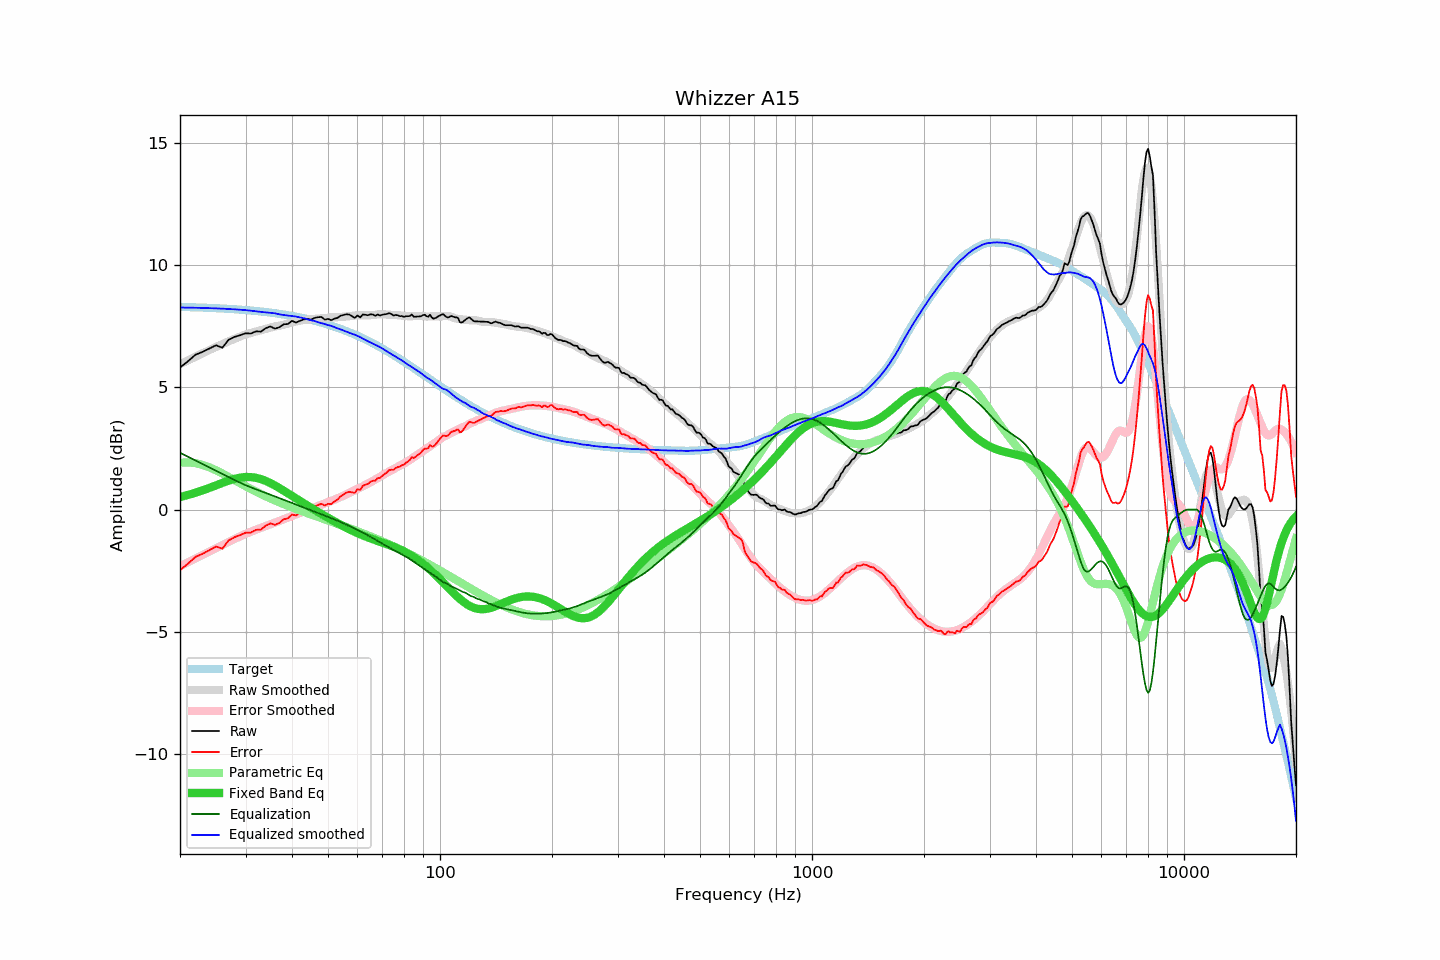 Whizzer A15
Amplitude (dBr)
15
10
5
0
−5
−10
Target
Raw Smoothed
Error Smoothed
Raw
Error
Parametric Eq
Fixed Band Eq
Equalization
Equalized smoothed
100
1000
10000
Frequency (Hz)